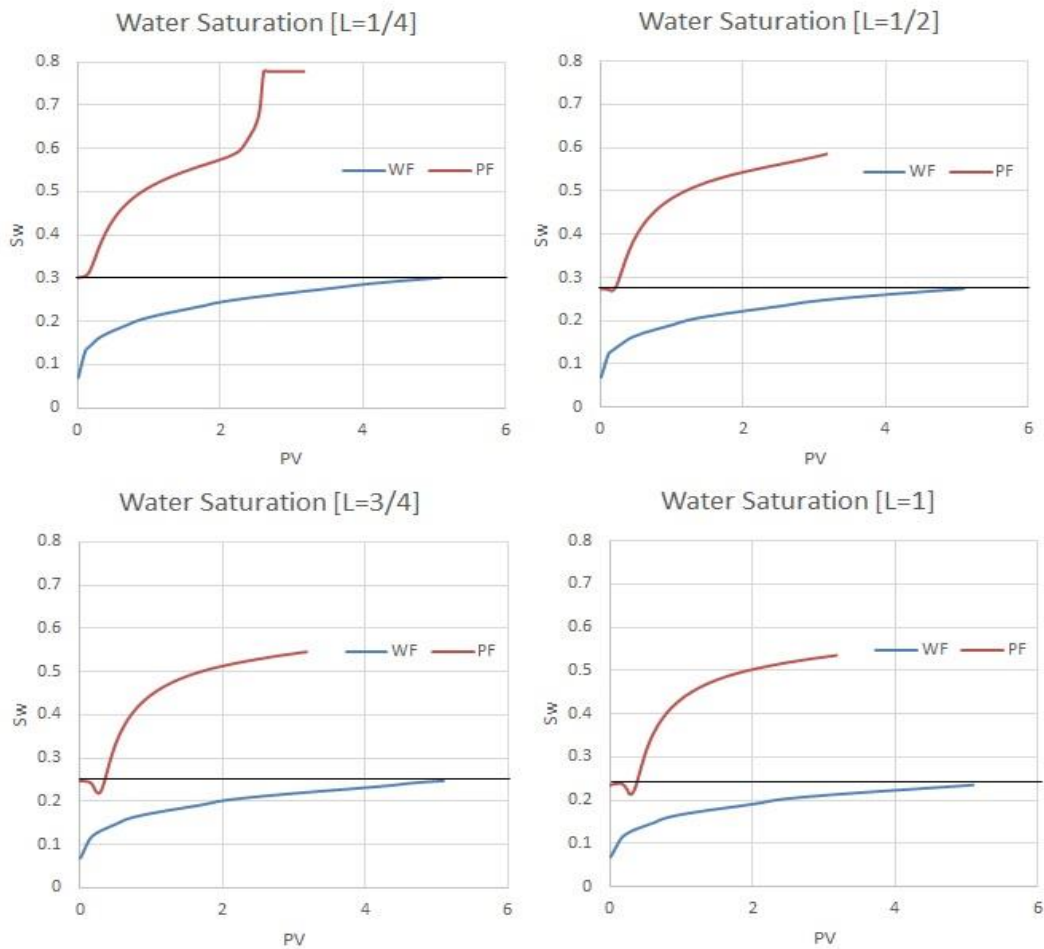 Water Saturation [L=1/4]
0.8
0.7
0.6
0.5
0.4
0.3
0.2
0.1
0
Sw
WF PF
0 2 4 6
PV
Water Saturation [L=1/2]
0.8
0.7
0.6
0.5
0.4
0.3
0.2
0.1
0
Sw
WF PF
0 2 4 6
PV
Water Saturation [L=3/4]
0.8
0.7
0.6
0.5
0.4
0.3
0.2
0.1
0
Sw
WF PF
0 2 4 6
PV
Water Saturation [L=1]
0.8
0.7
0.6
0.5
0.4
0.3
0.2
0.1
0
Sw
WF PF
0 2 4 6
PV